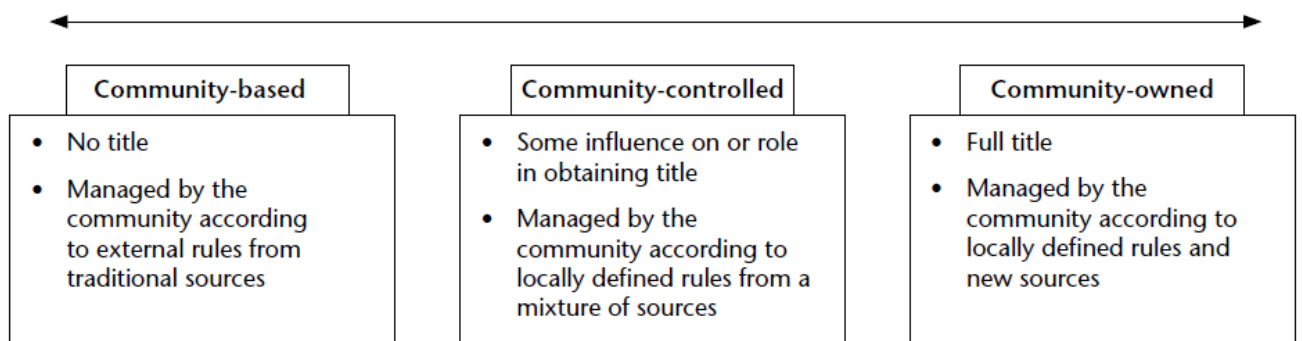 Community-based
• No title
• Managed by the
community according
to external rules from
traditional sources
Community-controlled
• Some influence on or role
in obtaining title
• Managed by the
community according to
locally defined rules from a
mixture of sources
Community-owned
• Full title
• Managed by the
community according to
locally defined rules and
new sources